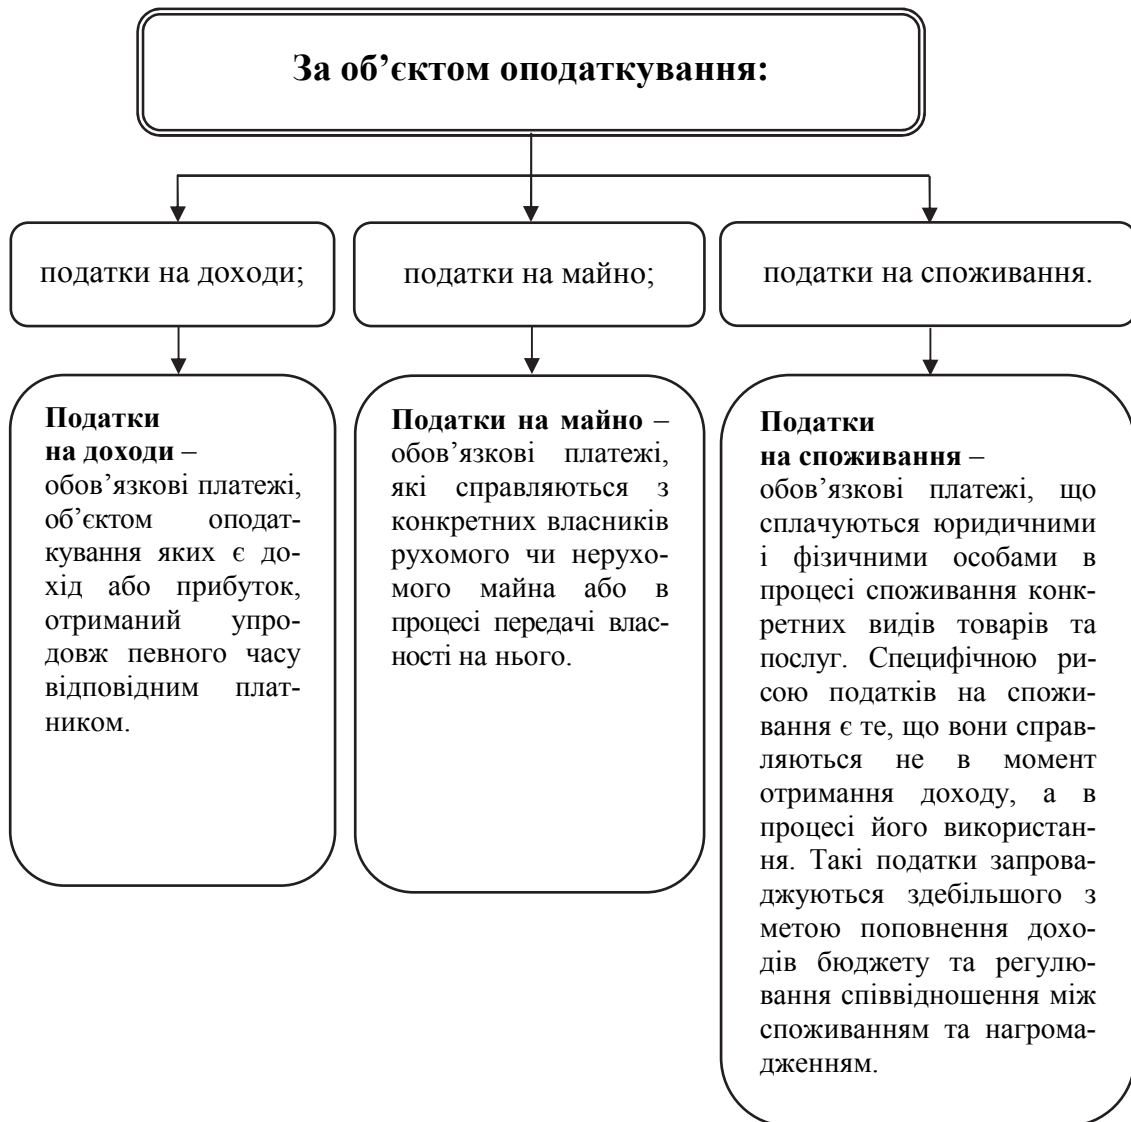 За об’єктом оподаткування:
податки на доходи;
податки на майно;
податки на споживання.
Податки
на доходи –
обов’язкові платежі,
об’єктом оподат-
кування яких є до-
хід або прибуток,
отриманий упро-
довж певного часу
відповідним плат-
ником.
Податки на майно –
обов’язкові платежі,
які справляються з
конкретних власників
рухомого чи нерухо-
мого майна або в
процесі передачі влас-
ності на нього.
Податки
на споживання –
обов’язкові платежі, що
сплачуються юридичними
і фізичними особами в
процесі споживання конк-
ретних видів товарів та
послуг. Специфічною ри-
сою податків на спожи-
вання є те, що вони справ-
ляються не в момент
отримання доходу, а в
процесі його використан-
ня. Такі податки запрова-
джуються здебільшого з
метою поповнення дохо-
дів бюджету та регулю-
вання співвідношення між
споживанням та нагрома-
дженням.